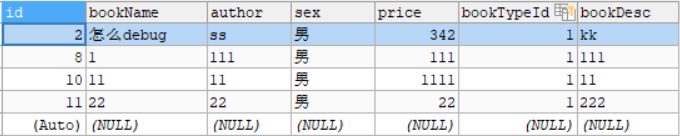 id bookName author sex price bookTypeId bookDesc
2 怎么debug ss 男 342 1 kk
8 1 111 男 111 1 111
10 11 11 男 1111 1 11
11 22 22 男 22 1 222
(Auto) (NULL) (NULL) (NULL) (NULL) (NULL) (NULL)